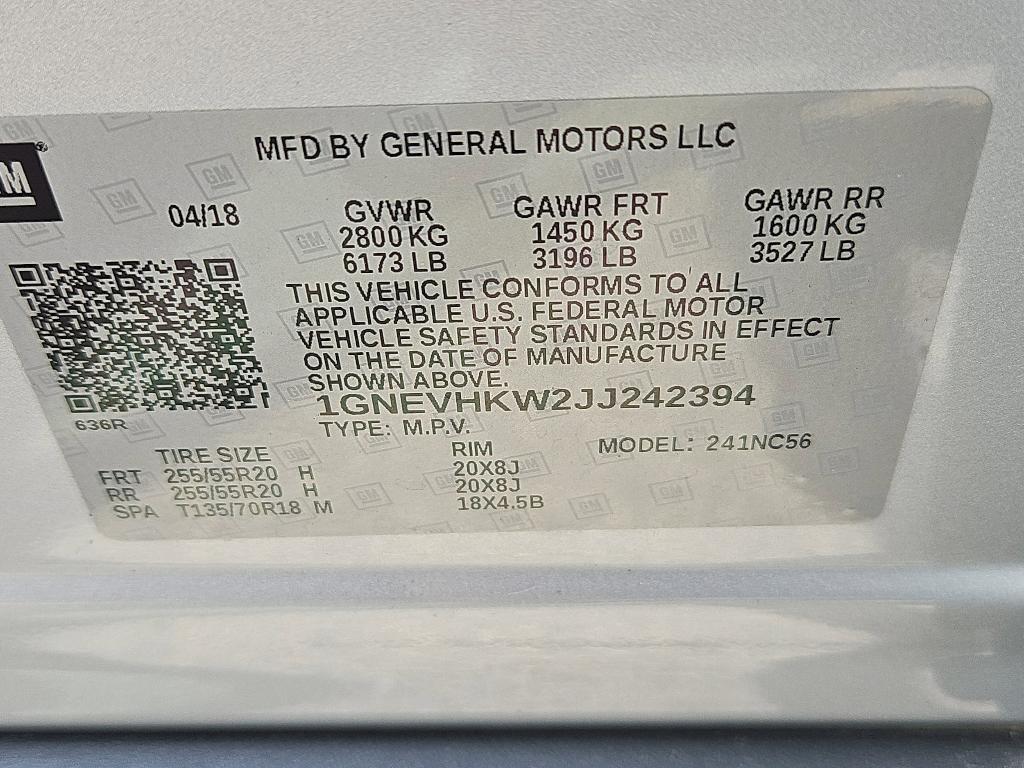 MFD BY GENERAL MOTORS LLC
GM
04/18 GVWR GAWR FRT GAWR RR
2800 KG 1450 KG 1600 KG
6173 LB 3196 LB 3527 LB
THIS VEHICLE CONFORMS TO ALL
APPLICABLE U.S. FEDERAL MOTOR
VEHICLE SAFETY STANDARDS IN EFFECT
ON THE DATE OF MANUFACTURE
SHOWN ABOVE.
1GNEVHKW2JJ242394
636R
TYPE: M.P.V.
TIRE SIZE RIM MODEL: 241NC56
FRT 255/55R20 H 20X8J
RR 255/55R20 H 20X8J
SPA T135/70R18 M 18X4.5B